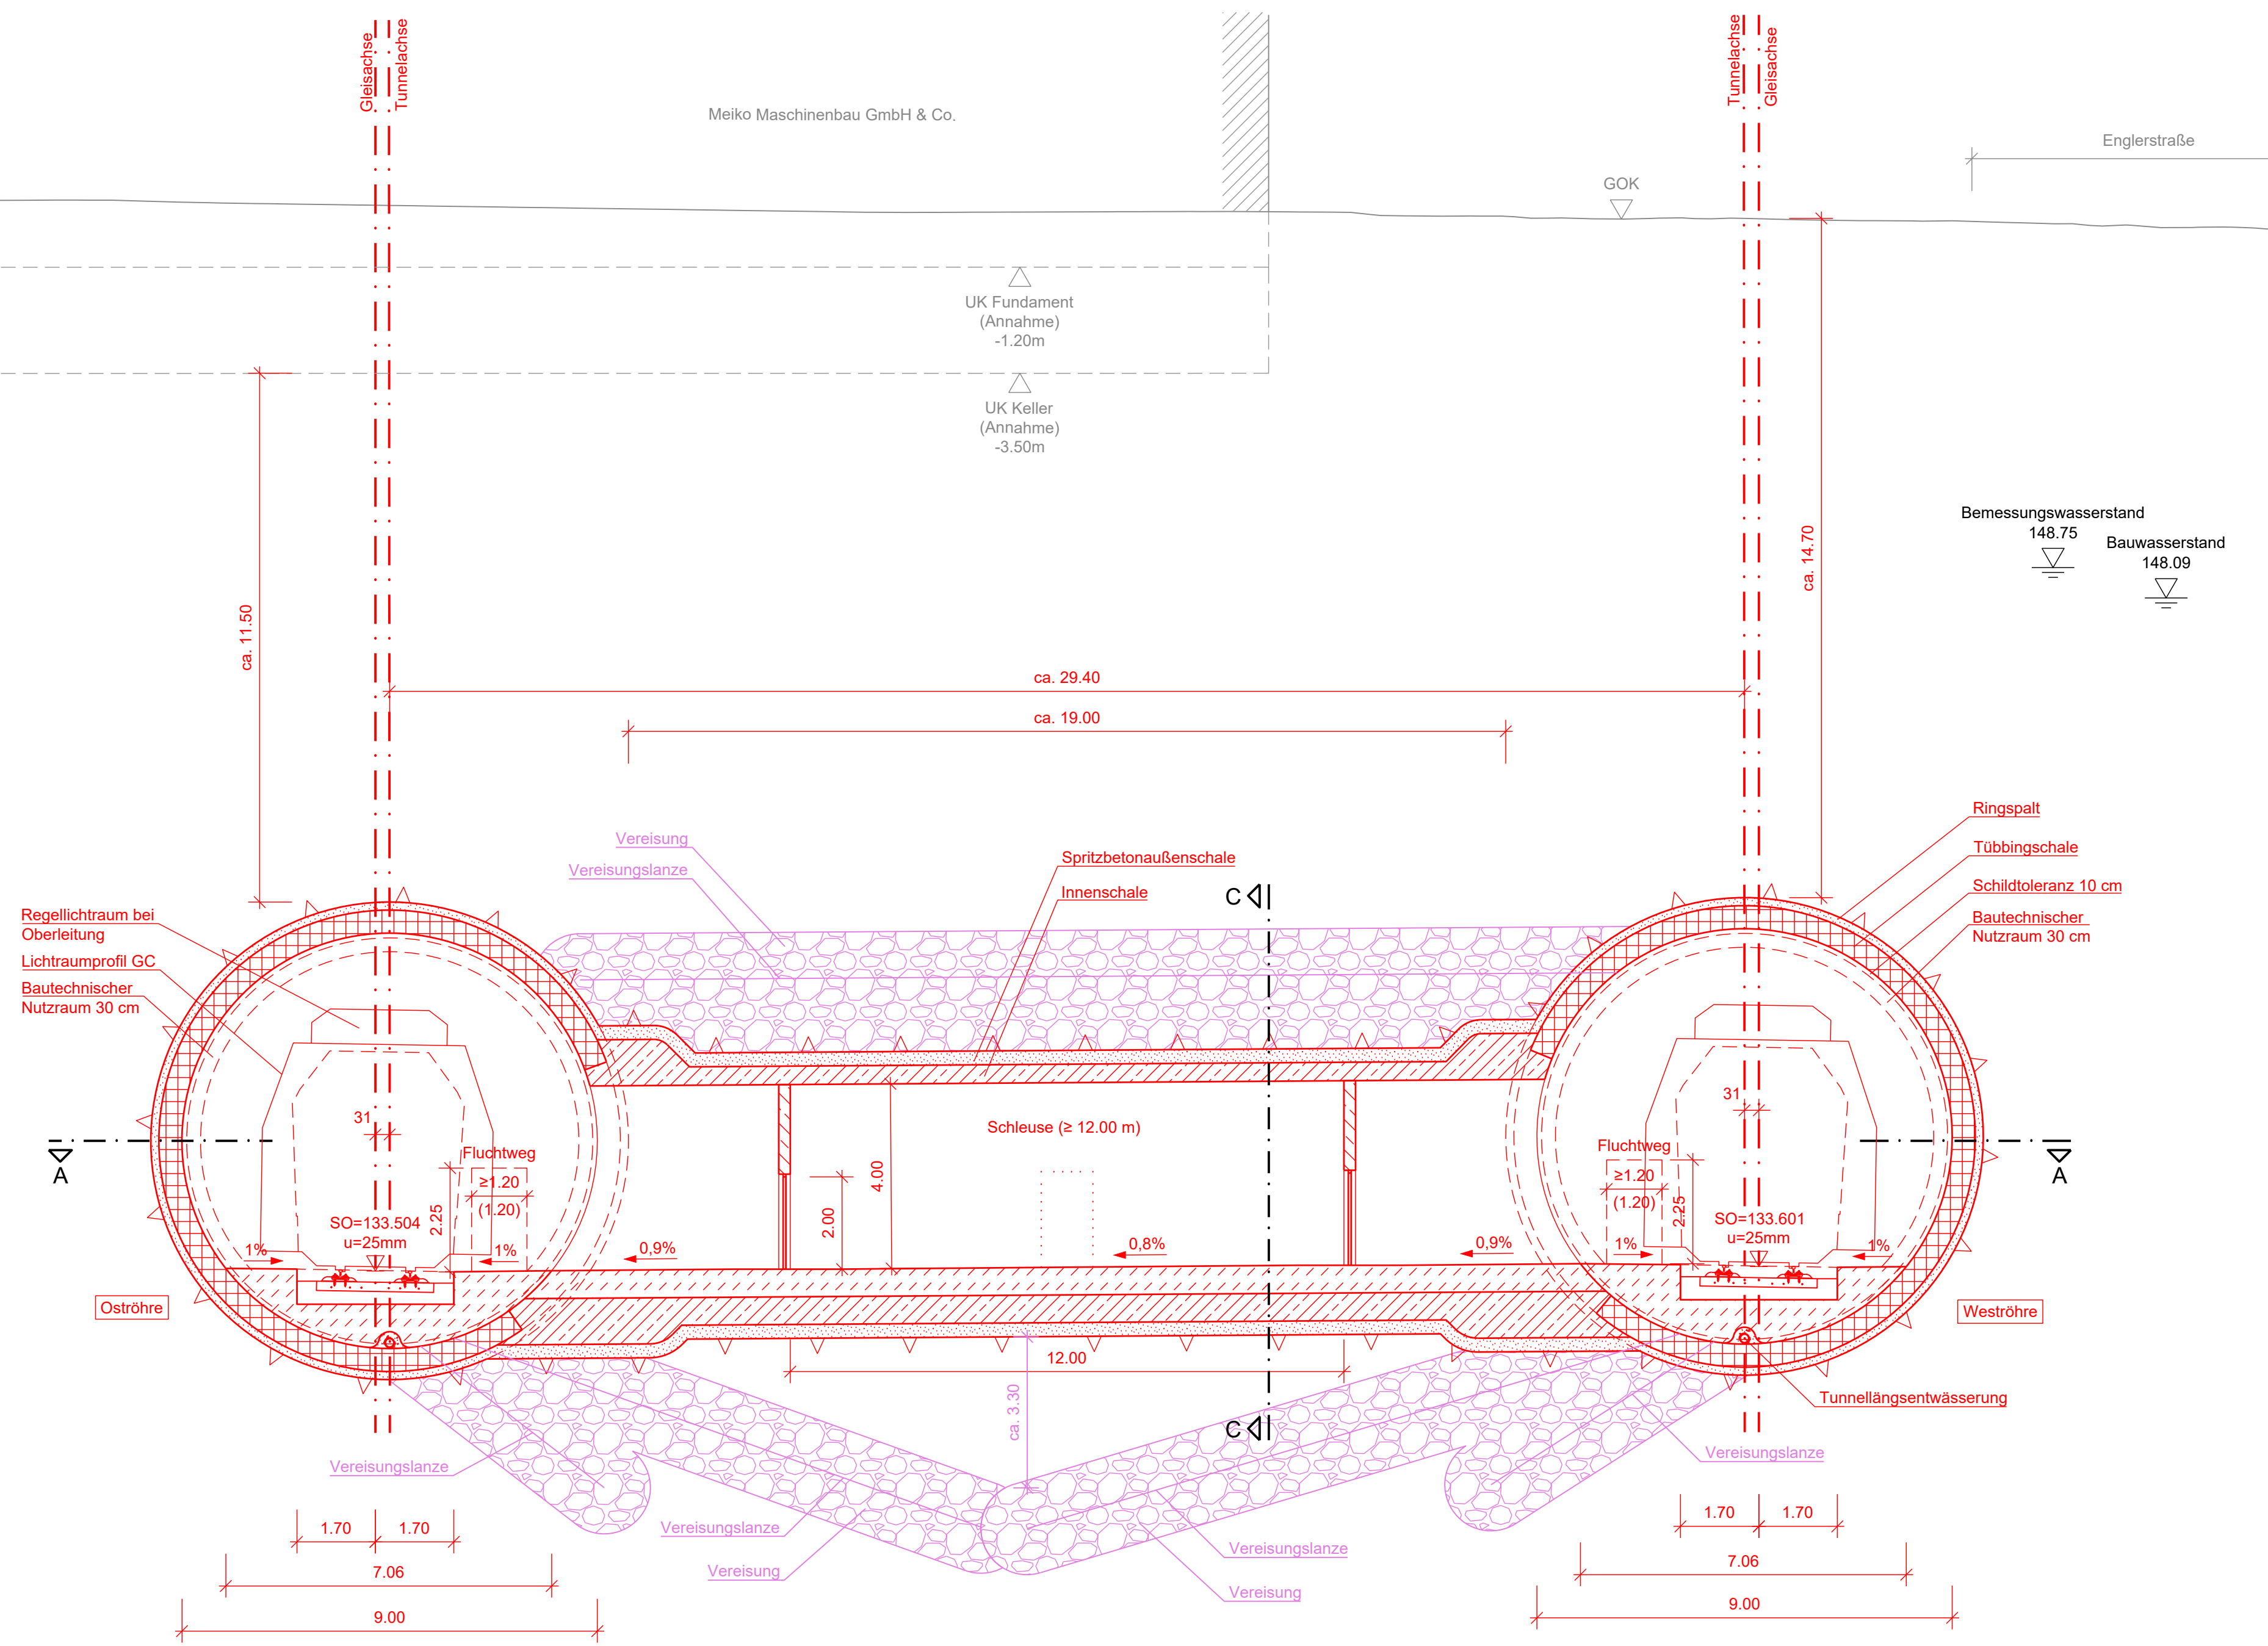 Gleisachse
Tunnelachse
Tunnelachse
Gleisachse
Meiko Maschinenbau GmbH & Co.
Englerstraße
GOK
UK Fundament
(Annahme)
-1.20m
UK Keller
(Annahme)
-3.50m
Bemessungswasserstand
148.75
Bauwasserstand
148.09
ca. 11.50
ca. 14.70
ca. 29.40
ca. 19.00
Vereisung
Vereisungslanze
Spritzbetonaußenschale
Innenschale
C
Ringspalt
Tübbingschale
Schildtoleranz 10 cm
Bautechnischer
Nutzraum 30 cm
Regellichtraum bei
Oberleitung
Lichtraumprofil GC
Bautechnischer
Nutzraum 30 cm
31
31
Schleuse (≥ 12.00 m)
A
A
Fluchtweg
≥1.20
(1.20)
2.25
Fluchtweg
≥1.20
(1.20)
2.25
4.00
2.00
SO=133.504
u=25mm
SO=133.601
u=25mm
1%
1%
0,9%
0,8%
0,9%
1%
1%
Oströhre
Weströhre
12.00
ca. 3.30
C
Tunnellängsentwässerung
Vereisungslanze
Vereisungslanze
Vereisungslanze
Vereisung
Vereisungslanze
Vereisung
1.70
1.70
7.06
9.00
1.70
1.70
7.06
9.00